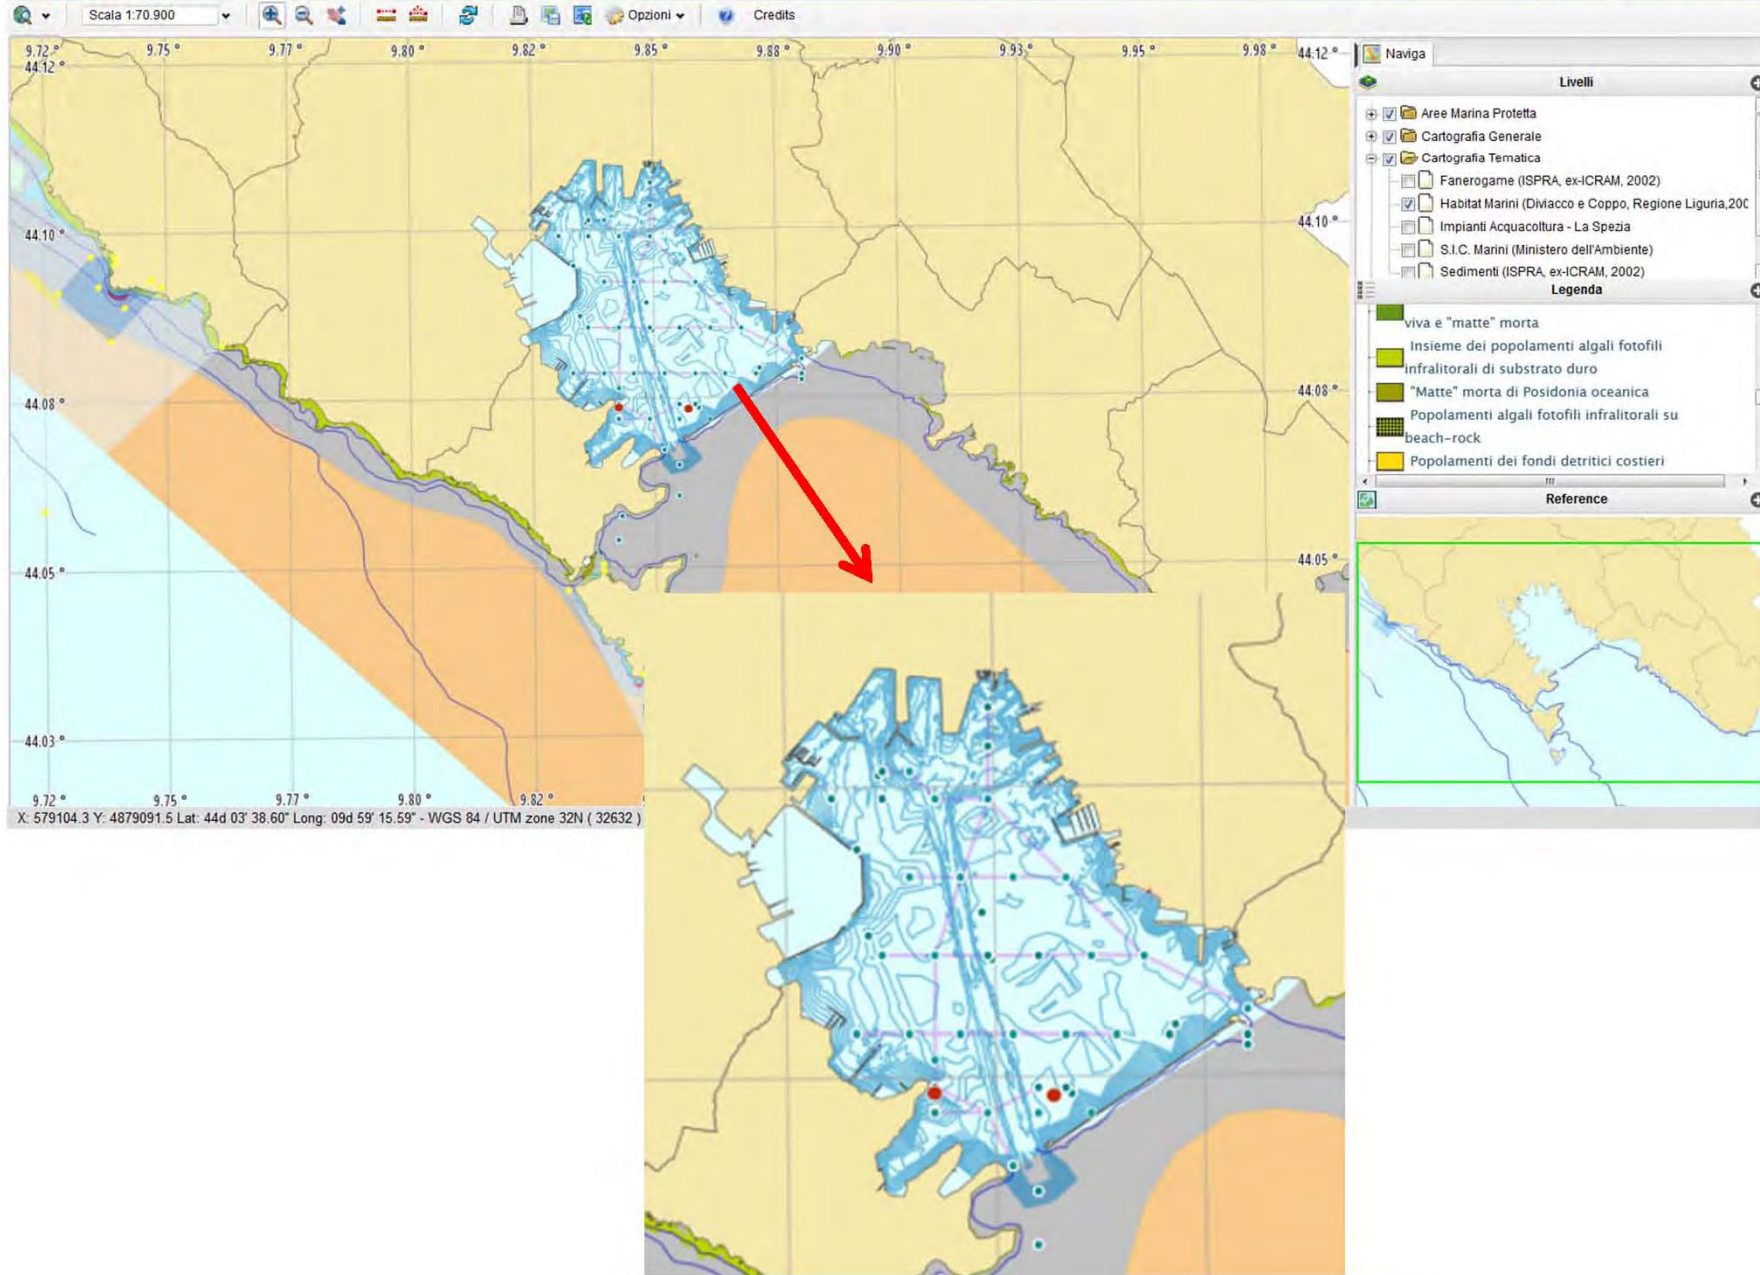 Scala 1:70.900
Opzioni
Credits
9.72 ° 9.75 ° 9.77 ° 9.80 ° 9.82 ° 9.85 ° 9.88 ° 9.90 9.93 ° 9.95 ° 9.98 ° 44.12 °
44.12 °
44.10 ° 44.10 °
44.08 ° 44.08 °
44.05 ° 44.05 °
44.03 °
9.72 ° 9.75 ° 9.77 ° 9.80 ° 9.82 °
X: 579104.3 Y: 4879091.5 Lat: 44d 03' 38.60" Long: 09d 59' 15.59" - WGS 84 / UTM zone 32N ( 32632 )
Naviga
Livelli
Aree Marina Protetta
Cartografia Generale
Cartografia Tematica
Fanerogame (ISPRA, ex-ICRAM, 2002)
Habitat Marini (Diviacco e Coppo, Regione Liguria,200
Impianti Acquacoltura - La Spezia
S.I.C. Marini (Ministero dell'Ambiente)
Sedimenti (ISPRA, ex-ICRAM, 2002)
Legenda
viva e "matte" morta
Insieme dei popolamenti algali fotofili
infralitorali di substrato duro
"Matte" morta di Posidonia oceanica
Popolamenti algali fotofili infralitorali su
beach-rock
Popolamenti dei fondi detritici costieri
Reference